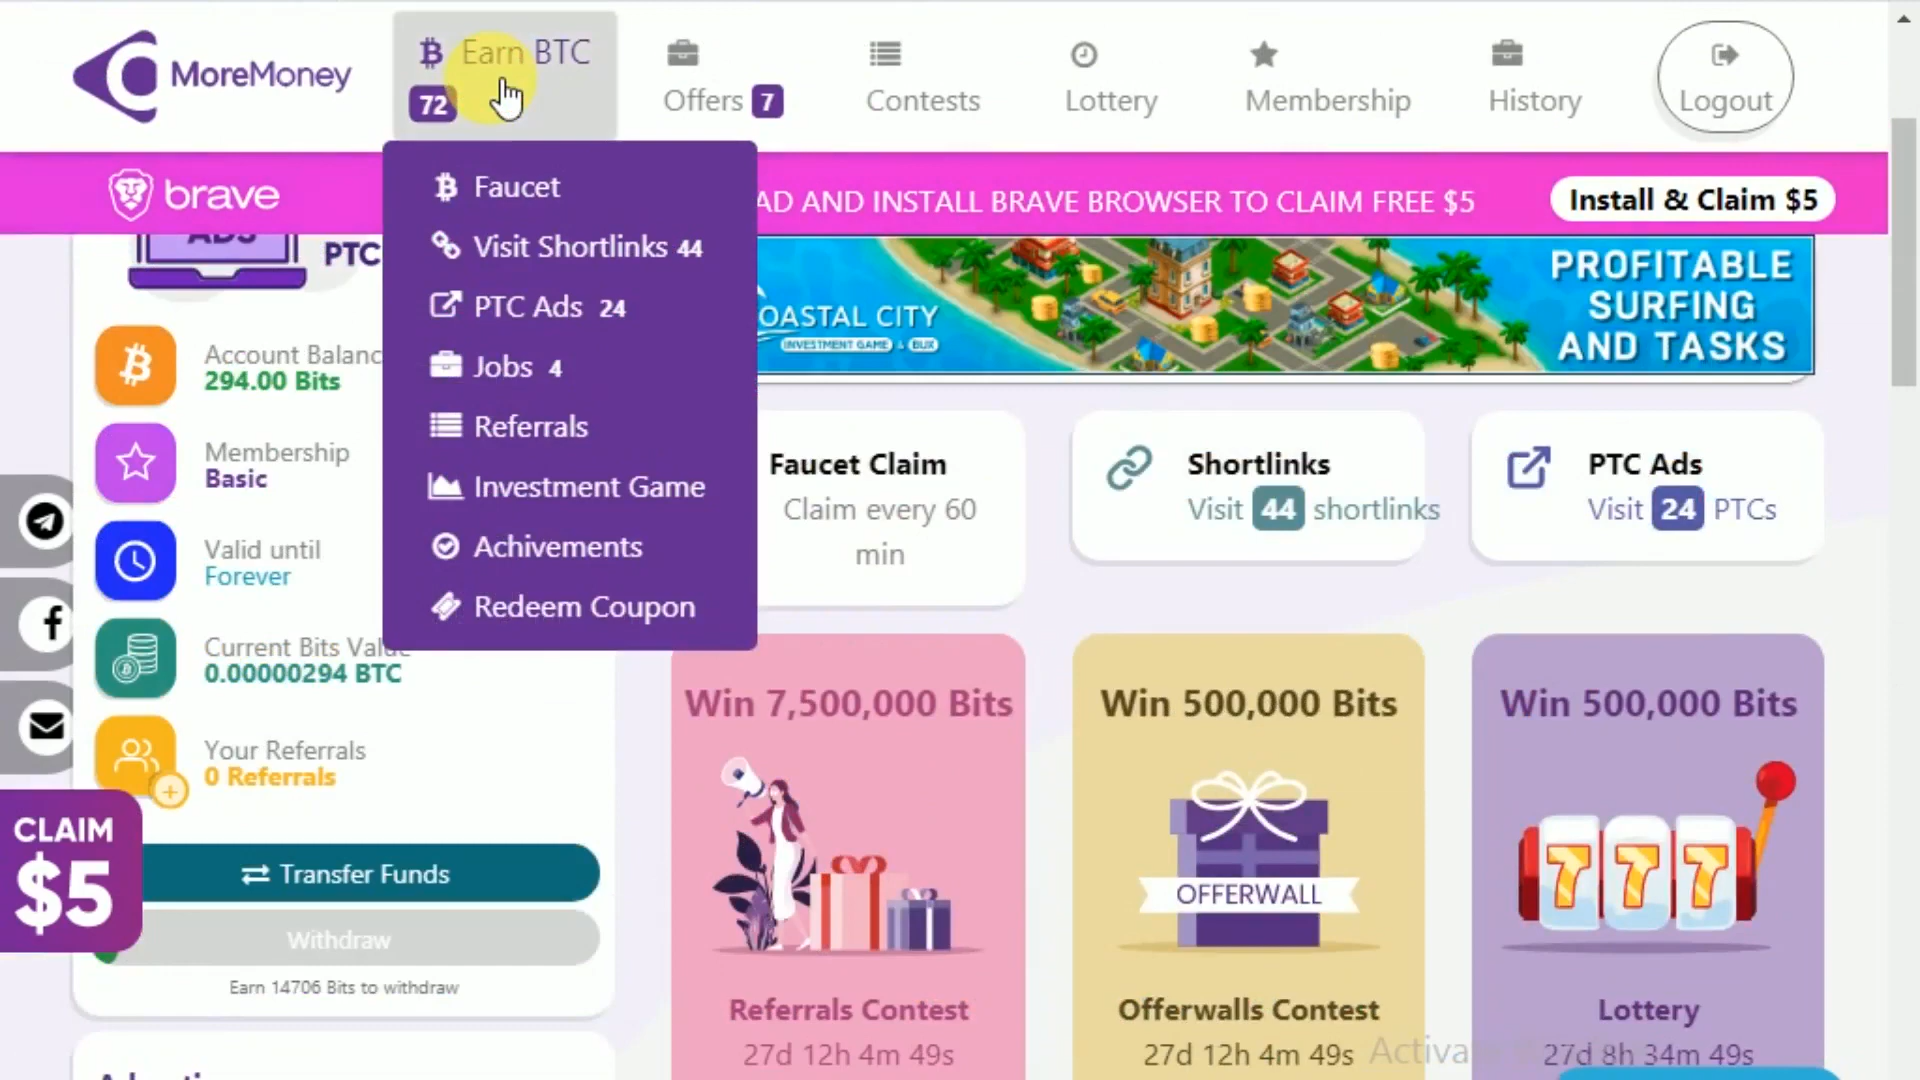 MoreMoney
Earn BTC
72
Offers 7
Contests
Lottery
Membership
History
Logout
brave
AD AND INSTALL BRAVE BROWSER TO CLAIM FREE $5
Install & Claim $5
Faucet
Visit Shortlinks 44
PTC Ads 24
Jobs 4
Referrals
Investment Game
Achivements
Redeem Coupon
ADS
PTC
OASTAL CITY
INVESTMENT GAME & BUX
PROFITABLE
SURFING
AND TASKS
Account Balanc
294.00 Bits
Membership
Basic
Valid until
Forever
Current Bits Valu
0.00000294 BTC
Your Referrals
0 Referrals
CLAIM
$5
Transfer Funds
Withdraw
Earn 14706 Bits to withdraw
Faucet Claim
Claim every 60
min
Shortlinks
Visit 44 shortlinks
PTC Ads
Visit 24 PTCs
Win 7,500,000 Bits
Referrals Contest
27d 12h 4m 49s
Win 500,000 Bits
OFFERWALL
Offerwalls Contest
27d 12h 4m 49s
Win 500,000 Bits
777
Lottery
27d 8h 34m 49s
Activa